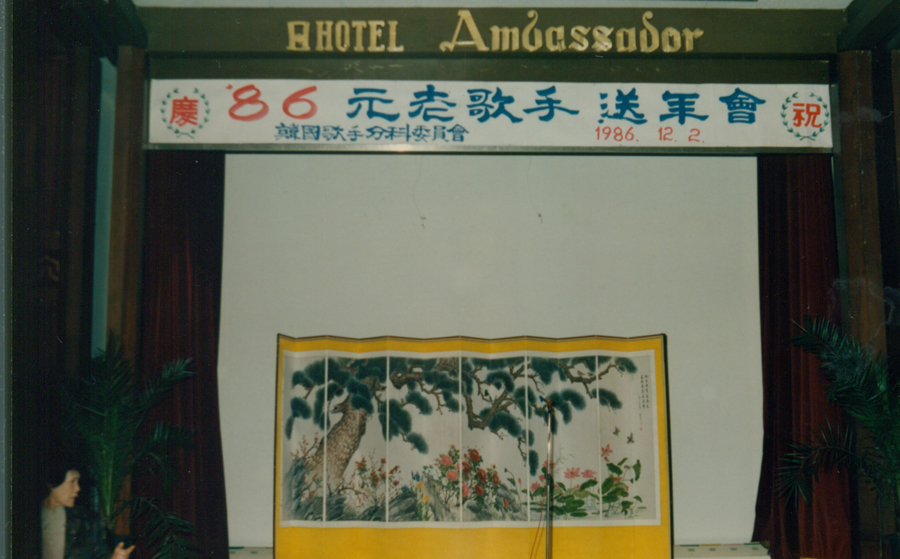 HOTEL Ambassador
慶 '86 元老歌手 送年會 祝
韓國歌手分科委員會 1986. 12. 2.